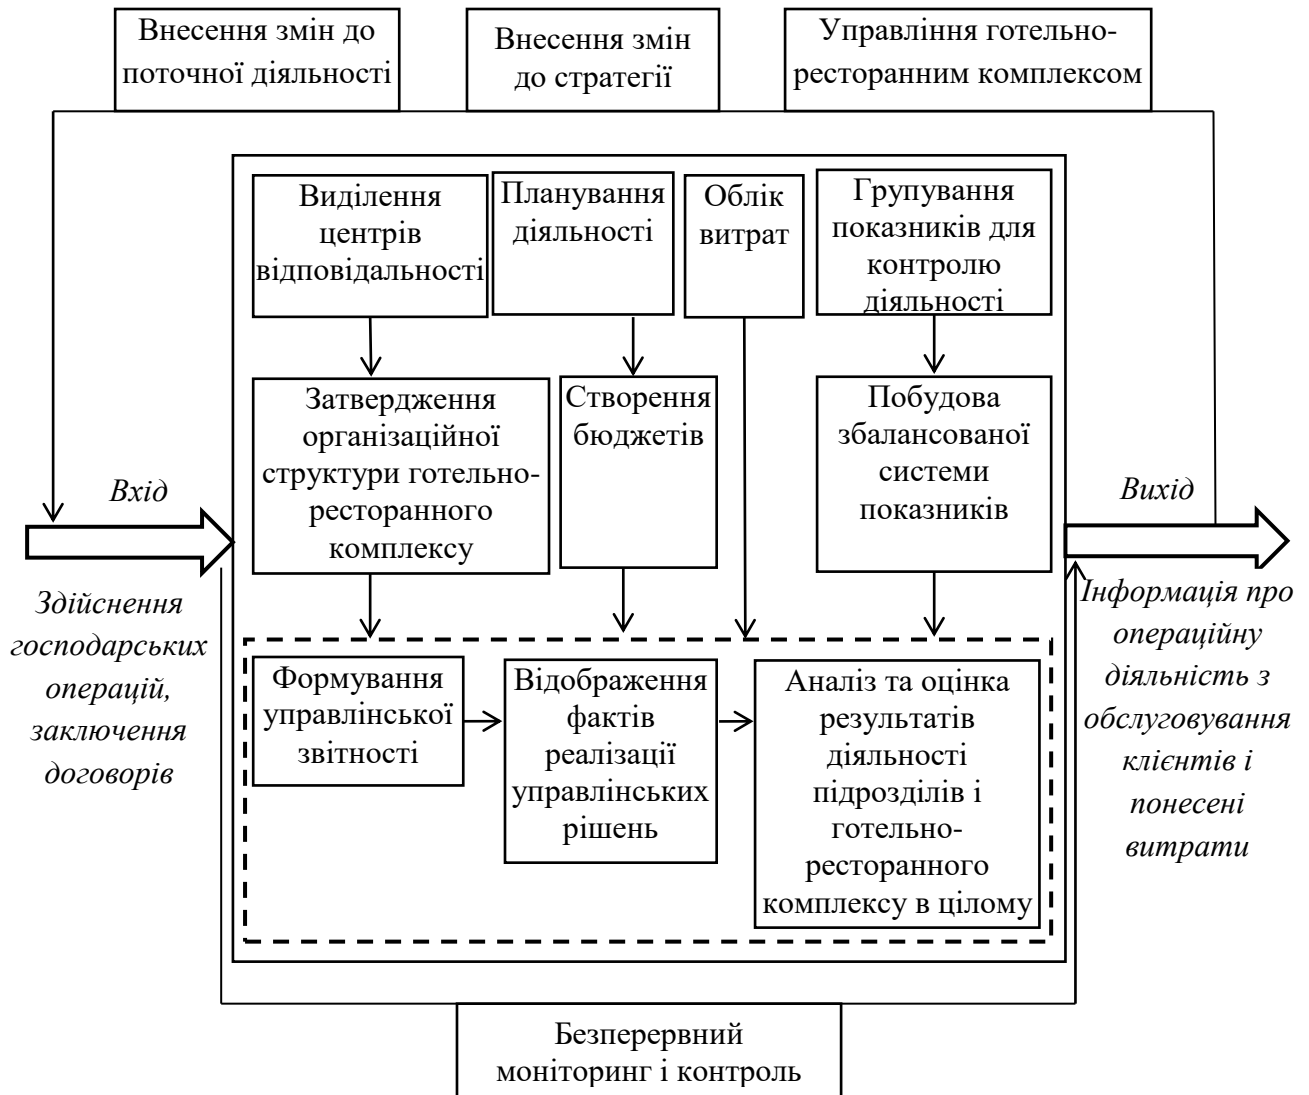 Внесення змін до
поточної діяльності
Внесення змін
до стратегії
Управління готельно-
ресторанним комплексом
Виділення
центрів
відповідальності
Планування
діяльності
Облік
витрат
Групування
показників для
контролю
діяльності
Затвердження
організаційної
структури готельно-
ресторанного
комплексу
Створення
бюджетів
Побудова
збалансованої
системи
показників
Вхід
Здійснення
господарських
операцій,
заключення
договорів
Вихід
Інформація про
операційну
діяльність з
обслуговування
клієнтів і
понесені
витрати
Формування
управлінської
звітності
Відображення
фактів
реалізації
управлінських
рішень
Аналіз та оцінка
результатів
діяльності
підрозділів і
готельно-
ресторанного
комплексу в цілому
Безперервний
моніторинг і контроль